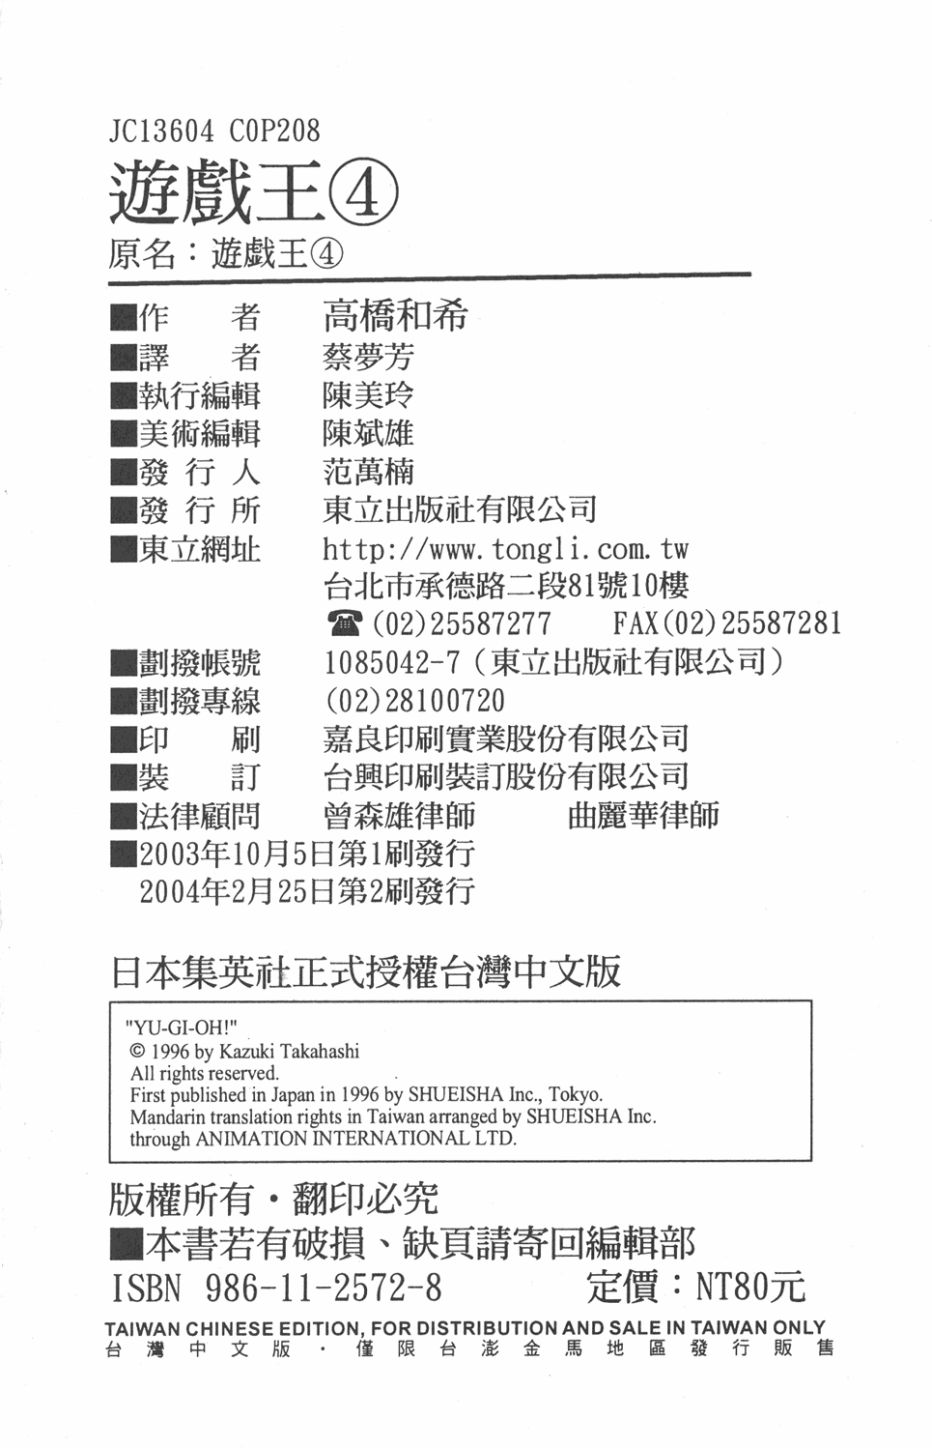 JC13604 C0P208
遊戲王④
原名：遊戯王④
■作　者　高橋和希
■譯　者　蔡夢芳
■執行編輯　陳美玲
■美術編輯　陳斌雄
■發行人　范萬楠
■發行所　東立出版社有限公司
■東立網址　http://www.tongli.com.tw
台北市承德路二段81號10樓
☎(02)25587277　FAX(02)25587281
■劃撥帳號　1085042-7（東立出版社有限公司）
■劃撥專線　(02)28100720
■印　刷　嘉良印刷實業股份有限公司
■裝　訂　台興印刷裝訂股份有限公司
■法律顧問　曾森雄律師　曲麗華律師
■2003年10月5日第1刷發行
2004年2月25日第2刷發行
日本集英社正式授權台灣中文版
"YU-GI-OH!"
© 1996 by Kazuki Takahashi
All rights reserved.
First published in Japan in 1996 by SHUEISHA Inc., Tokyo.
Mandarin translation rights in Taiwan arranged by SHUEISHA Inc.
through ANIMATION INTERNATIONAL LTD.
版權所有・翻印必究
■本書若有破損、缺頁請寄回編輯部
ISBN 986-11-2572-8　定價：NT80元
TAIWAN CHINESE EDITION, FOR DISTRIBUTION AND SALE IN TAIWAN ONLY
台灣中文版・僅限台澎金馬地區發行販售